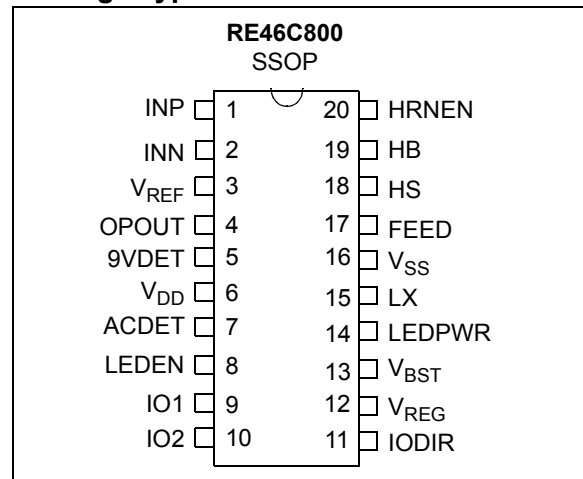 RE46C800
SSOP
INP 1 20 HRNEN
INN 2 19 HB
VREF 3 18 HS
OPOUT 4 17 FEED
9VDET 5 16 VSS
VDD 6 15 LX
ACDET 7 14 LEDPWR
LEDEN 8 13 VBST
IO1 9 12 VREG
IO2 10 11 IODIR